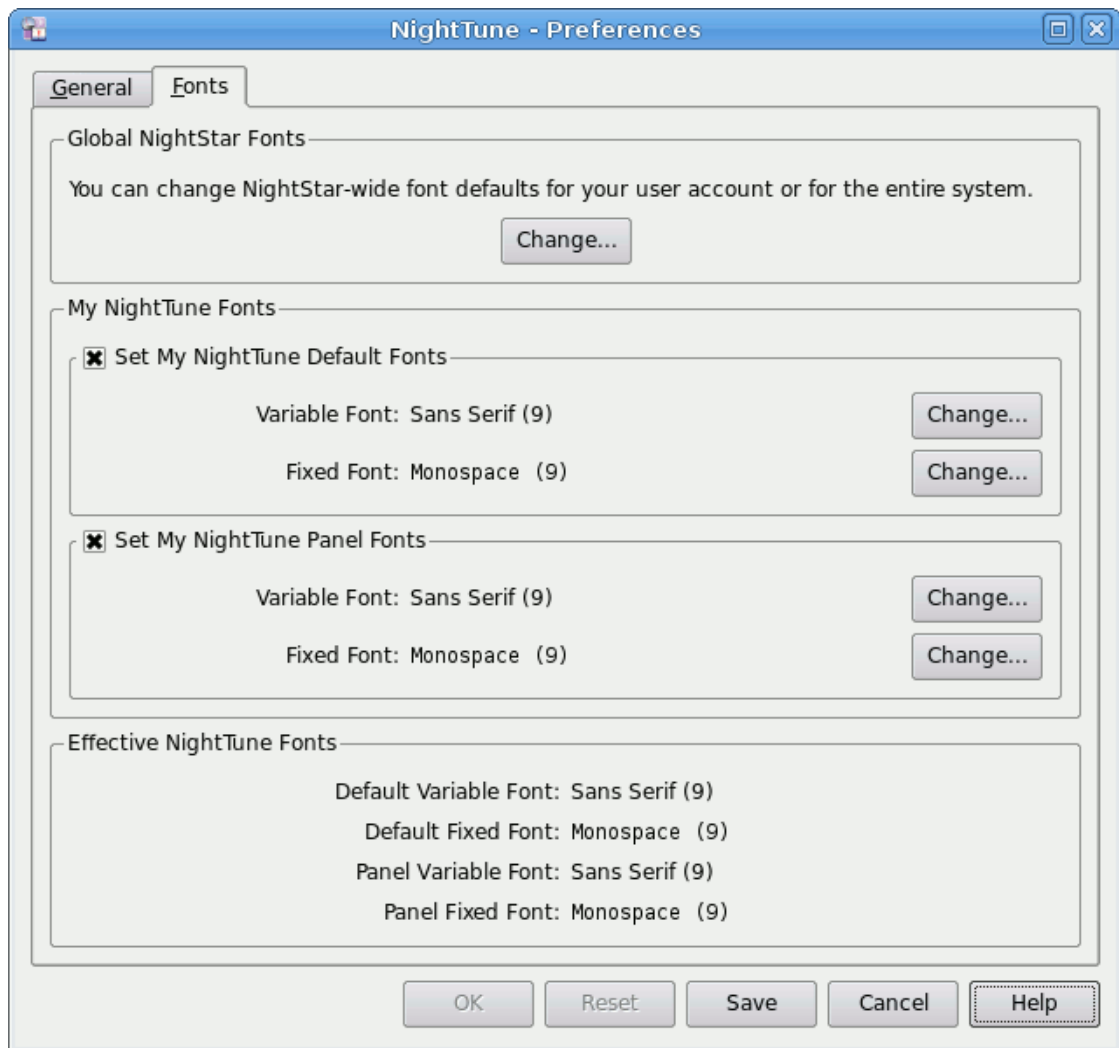 NightTune - Preferences
General Fonts
Global NightStar Fonts
You can change NightStar-wide font defaults for your user account or for the entire system.
Change...
My NightTune Fonts
Set My NightTune Default Fonts
Variable Font: Sans Serif (9) Change...
Fixed Font: Monospace (9) Change...
Set My NightTune Panel Fonts
Variable Font: Sans Serif (9) Change...
Fixed Font: Monospace (9) Change...
Effective NightTune Fonts
Default Variable Font: Sans Serif (9)
Default Fixed Font: Monospace (9)
Panel Variable Font: Sans Serif (9)
Panel Fixed Font: Monospace (9)
OK Reset Save Cancel Help